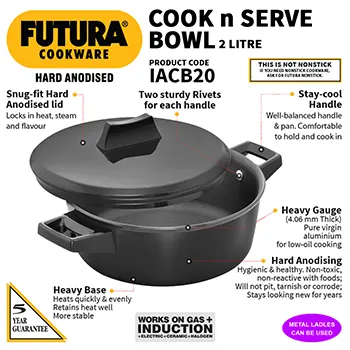 FUTURA®
COOKWARE
HARD ANODISED
COOK n SERVE
BOWL 2 LITRE
PRODUCT CODE
IACB20
THIS IS NOT NONSTICK
IF YOU NEED NONSTICK COOKWARE,
ASK FOR FUTURA NONSTICK.
Snug-fit Hard
Anodised lid
Locks in heat, steam
and flavour
Two sturdy Rivets
for each handle
Stay-cool
Handle
Well-balanced handle
& pan. Comfortable
to hold and cook in
Heavy Gauge
(4.06 mm Thick)
Pure virgin
aluminium
for low-oil cooking
Hard Anodising
Hygienic & healthy. Non-toxic,
non-reactive with foods;
Will not pit, tarnish or corrode;
Stays looking new for years
Heavy Base
Heats quickly & evenly
Retains heat well
More stable
5
YEAR
GUARANTEE
WORKS ON GAS +
INDUCTION
+ELECTRIC +CERAMIC +HALOGEN
METAL LADLES
CAN BE USED